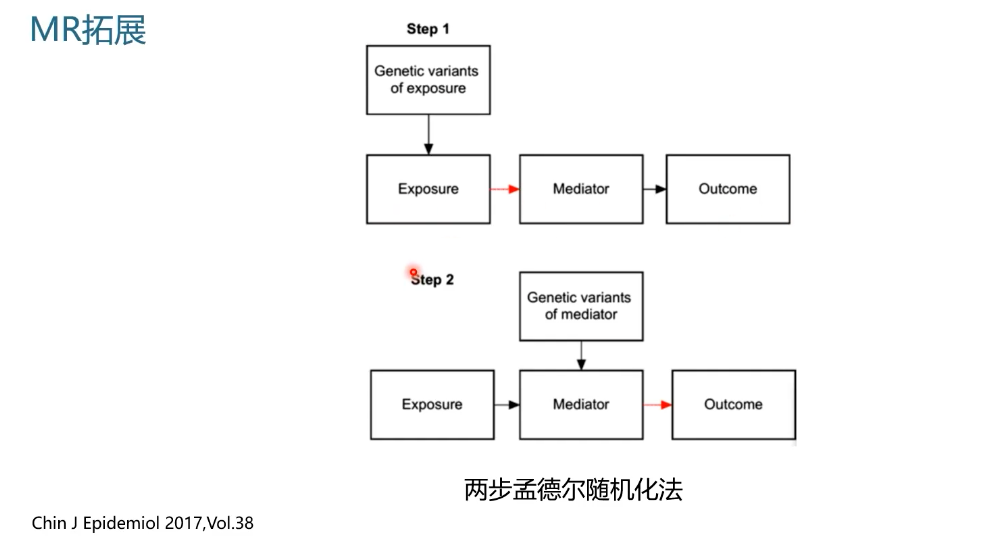 MR拓展
Step 1
Genetic variants
of exposure
Exposure
Mediator
Outcome
Step 2
Genetic variants
of mediator
Exposure
Mediator
Outcome
两步孟德尔随机化法
Chin J Epidemiol 2017,Vol.38